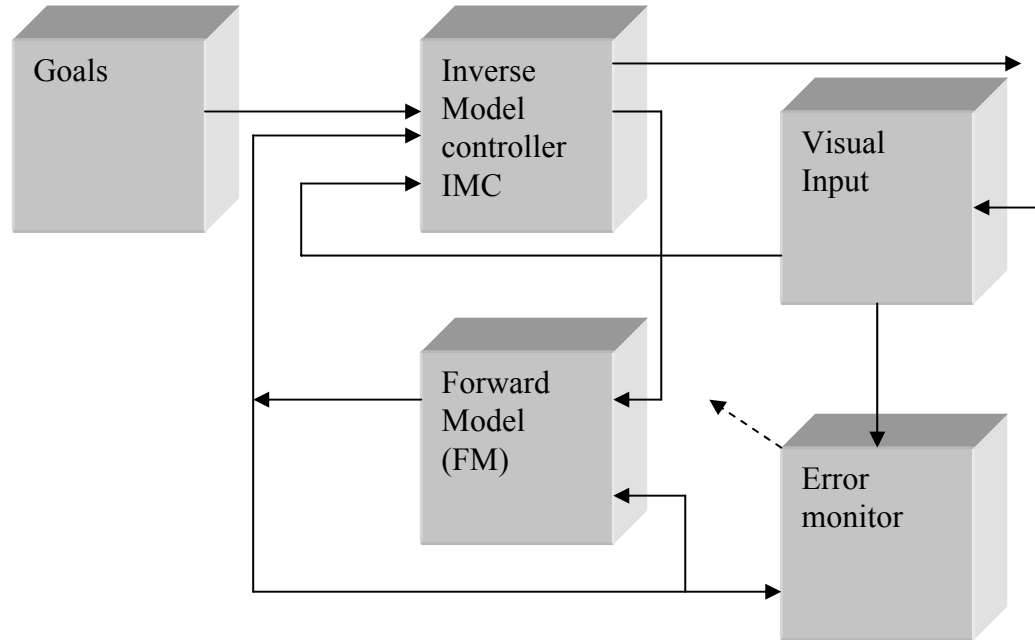 Goals
Inverse
Model
controller
IMC
Visual
Input
Forward
Model
(FM)
Error
monitor